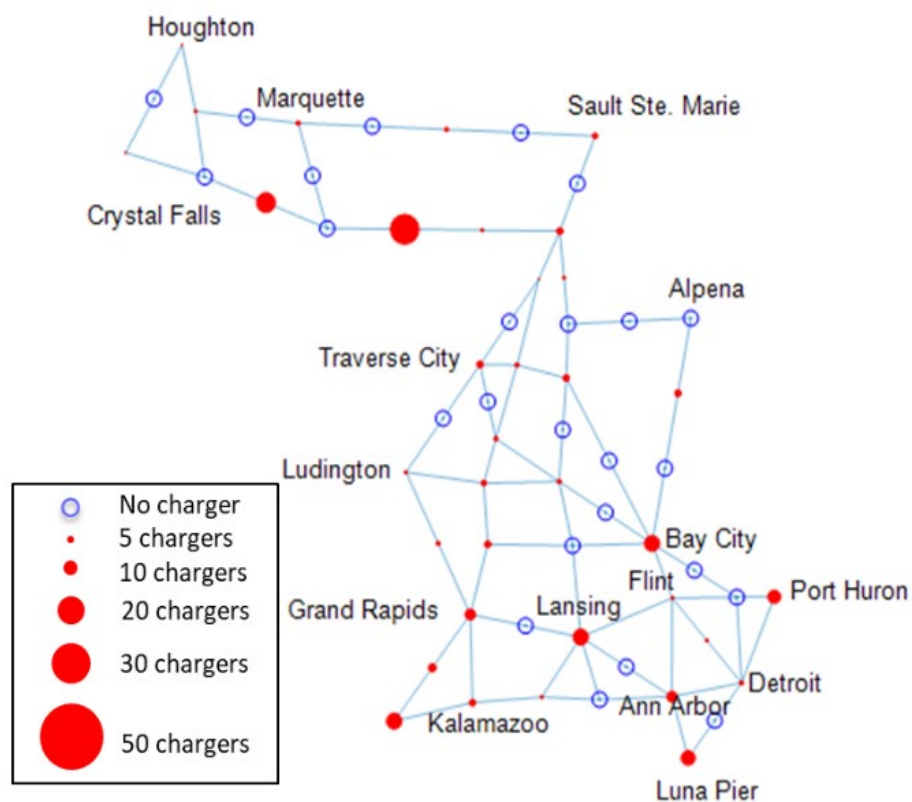 Houghton
Marquette
Sault Ste. Marie
Crystal Falls
Alpena
Traverse City
Ludington
No charger
5 chargers
10 chargers
20 chargers
30 chargers
50 chargers
Bay City
Flint
Port Huron
Grand Rapids
Lansing
Detroit
Ann Arbor
Kalamazoo
Luna Pier